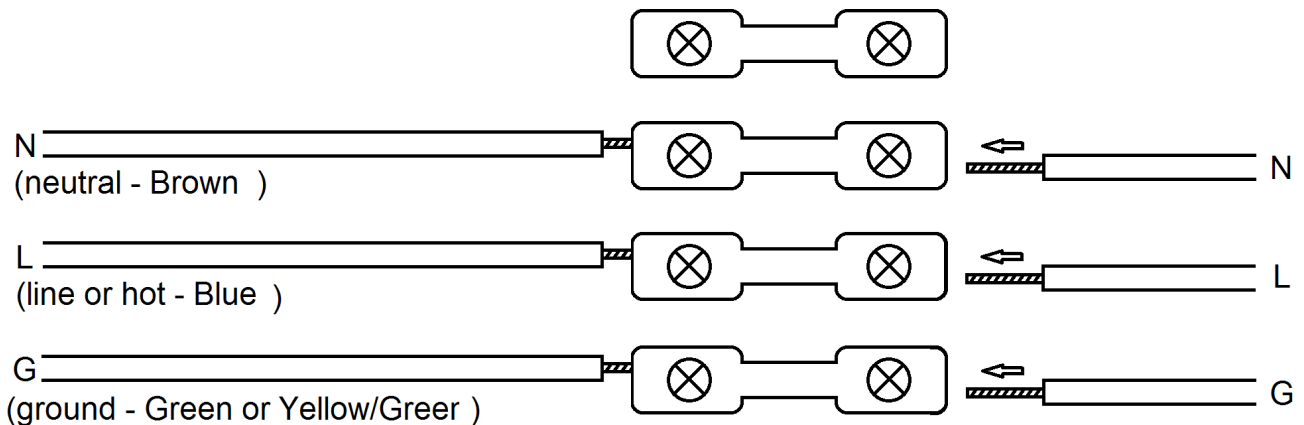 N
(neutral - Brown )
N
L
(line or hot - Blue )
L
G
(ground - Green or Yellow/Greer )
G